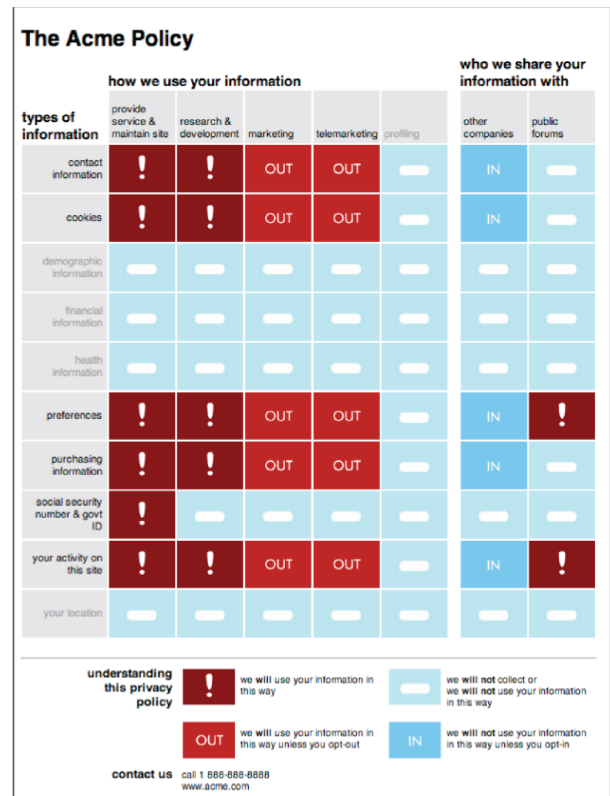 The Acme Policy
who we share your
how we use your information
information with
types of
information
provide
service &
maintain site
research &
development
marketing
telemarketing
profiling
other
companies
public
forums
contact
information
! ! OUT OUT IN
cookies
! ! OUT OUT IN
demographic
information
financial
information
health
information
preferences
! ! OUT OUT IN !
purchasing
information
! ! OUT OUT IN
social security
number & govt
ID
!
your activity on
this site
! ! OUT OUT IN !
your location
understanding
this privacy
policy
!
we will use your information in
this way
we will not collect or
we will not use your information
in this way
OUT
we will use your information in
this way unless you opt-out
IN
we will not use your information
in this way unless you opt-in
contact us
call 1 888-888-8888
www.acme.com